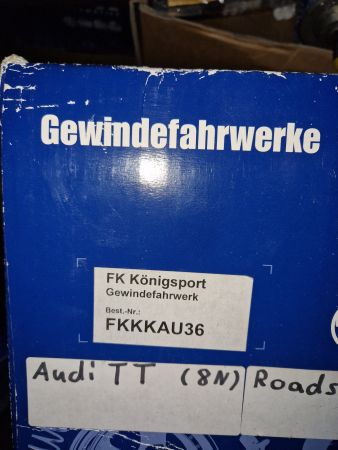 Gewindefahrwerke
FK Königsport
Gewindefahrwerk
Best.-Nr.:
FKKKAU36
Audi TT (8N) Roads